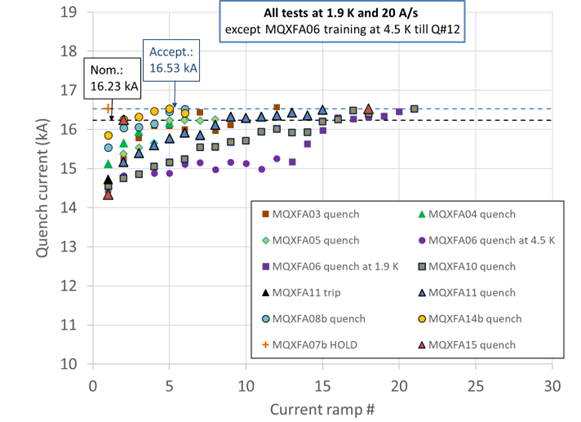 All tests at 1.9 K and 20 A/s
except MQXFA06 training at 4.5 K till Q#12
Accept.:
16.53 kA
Nom.:
16.23 kA
19
18
17
16
15
14
13
12
11
10
Quench current (kA)
MQXFA03 quench
MQXFA04 quench
MQXFA05 quench
MQXFA06 quench at 4.5 K
MQXFA06 quench at 1.9 K
MQXFA10 quench
MQXFA11 trip
MQXFA11 quench
MQXFA08b quench
MQXFA14b quench
MQXFA07b HOLD
MQXFA15 quench
0
5
10
15
20
25
30
Current ramp #